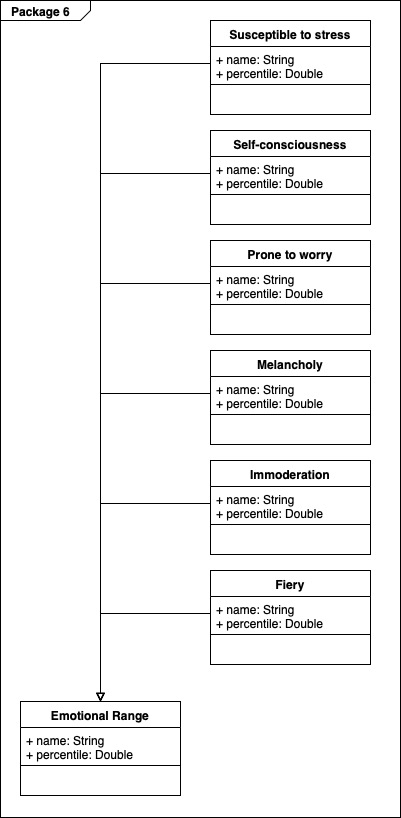 Package 6
Susceptible to stress
+ name: String
+ percentile: Double
Self-consciousness
+ name: String
+ percentile: Double
Prone to worry
+ name: String
+ percentile: Double
Melancholy
+ name: String
+ percentile: Double
Immoderation
+ name: String
+ percentile: Double
Fiery
+ name: String
+ percentile: Double
Emotional Range
+ name: String
+ percentile: Double